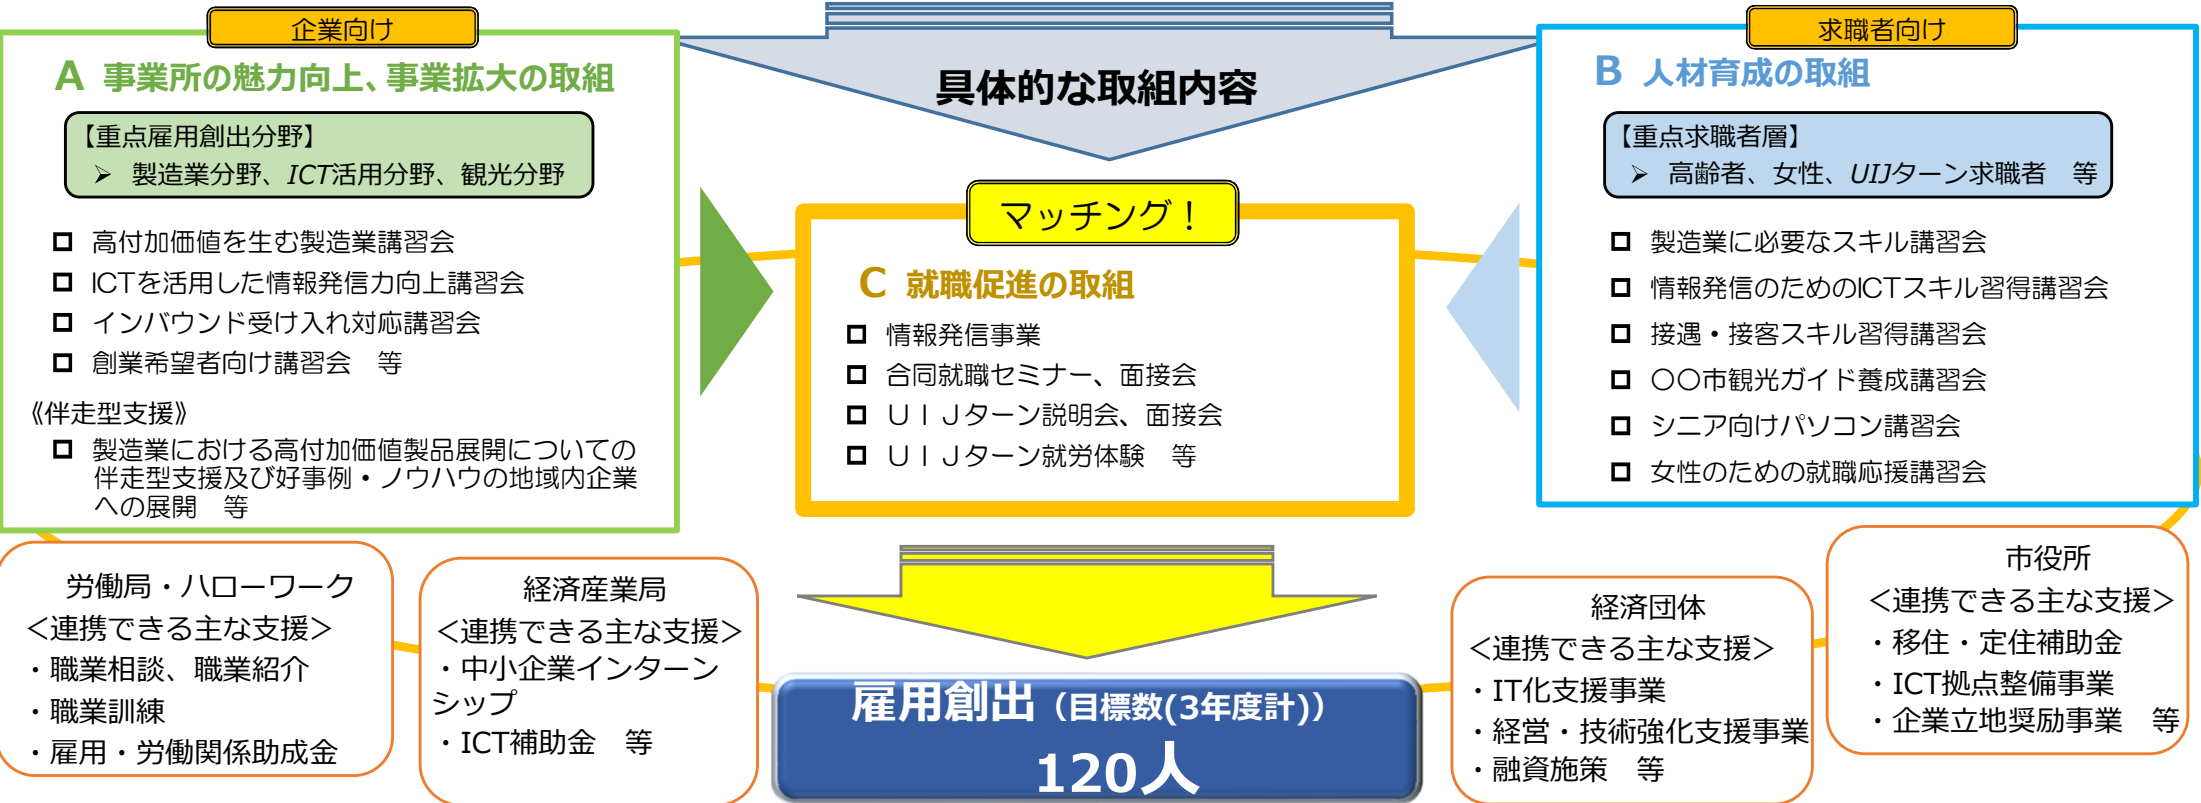 具体的な取組内容
企業向け
A 事業所の魅力向上、事業拡大の取組
【重点雇用創出分野】
➢ 製造業分野、ICT活用分野、観光分野
高付加価値を生む製造業講習会
ICTを活用した情報発信力向上講習会
インバウンド受け入れ対応講習会
創業希望者向け講習会　等
《伴走型支援》
製造業における高付加価値製品展開についての
伴走型支援及び好事例・ノウハウの地域内企業
への展開　等
マッチング！
C 就職促進の取組
情報発信事業
合同就職セミナー、面接会
ＵＩＪターン説明会、面接会
ＵＩＪターン就労体験　等
求職者向け
B 人材育成の取組
【重点求職者層】
➢ 高齢者、女性、UIJターン求職者　等
製造業に必要なスキル講習会
情報発信のためのICTスキル習得講習会
接遇・接客スキル習得講習会
〇〇市観光ガイド養成講習会
シニア向けパソコン講習会
女性のための就職応援講習会
労働局・ハローワーク
＜連携できる主な支援＞
・職業相談、職業紹介
・職業訓練
・雇用・労働関係助成金
経済産業局
＜連携できる主な支援＞
・中小企業インターン
シップ
・ICT補助金　等
雇用創出（目標数(3年度計)）
120人
経済団体
＜連携できる主な支援＞
・IT化支援事業
・経営・技術強化支援事業
・融資施策　等
市役所
＜連携できる主な支援＞
・移住・定住補助金
・ICT拠点整備事業
・企業立地奨励事業　等